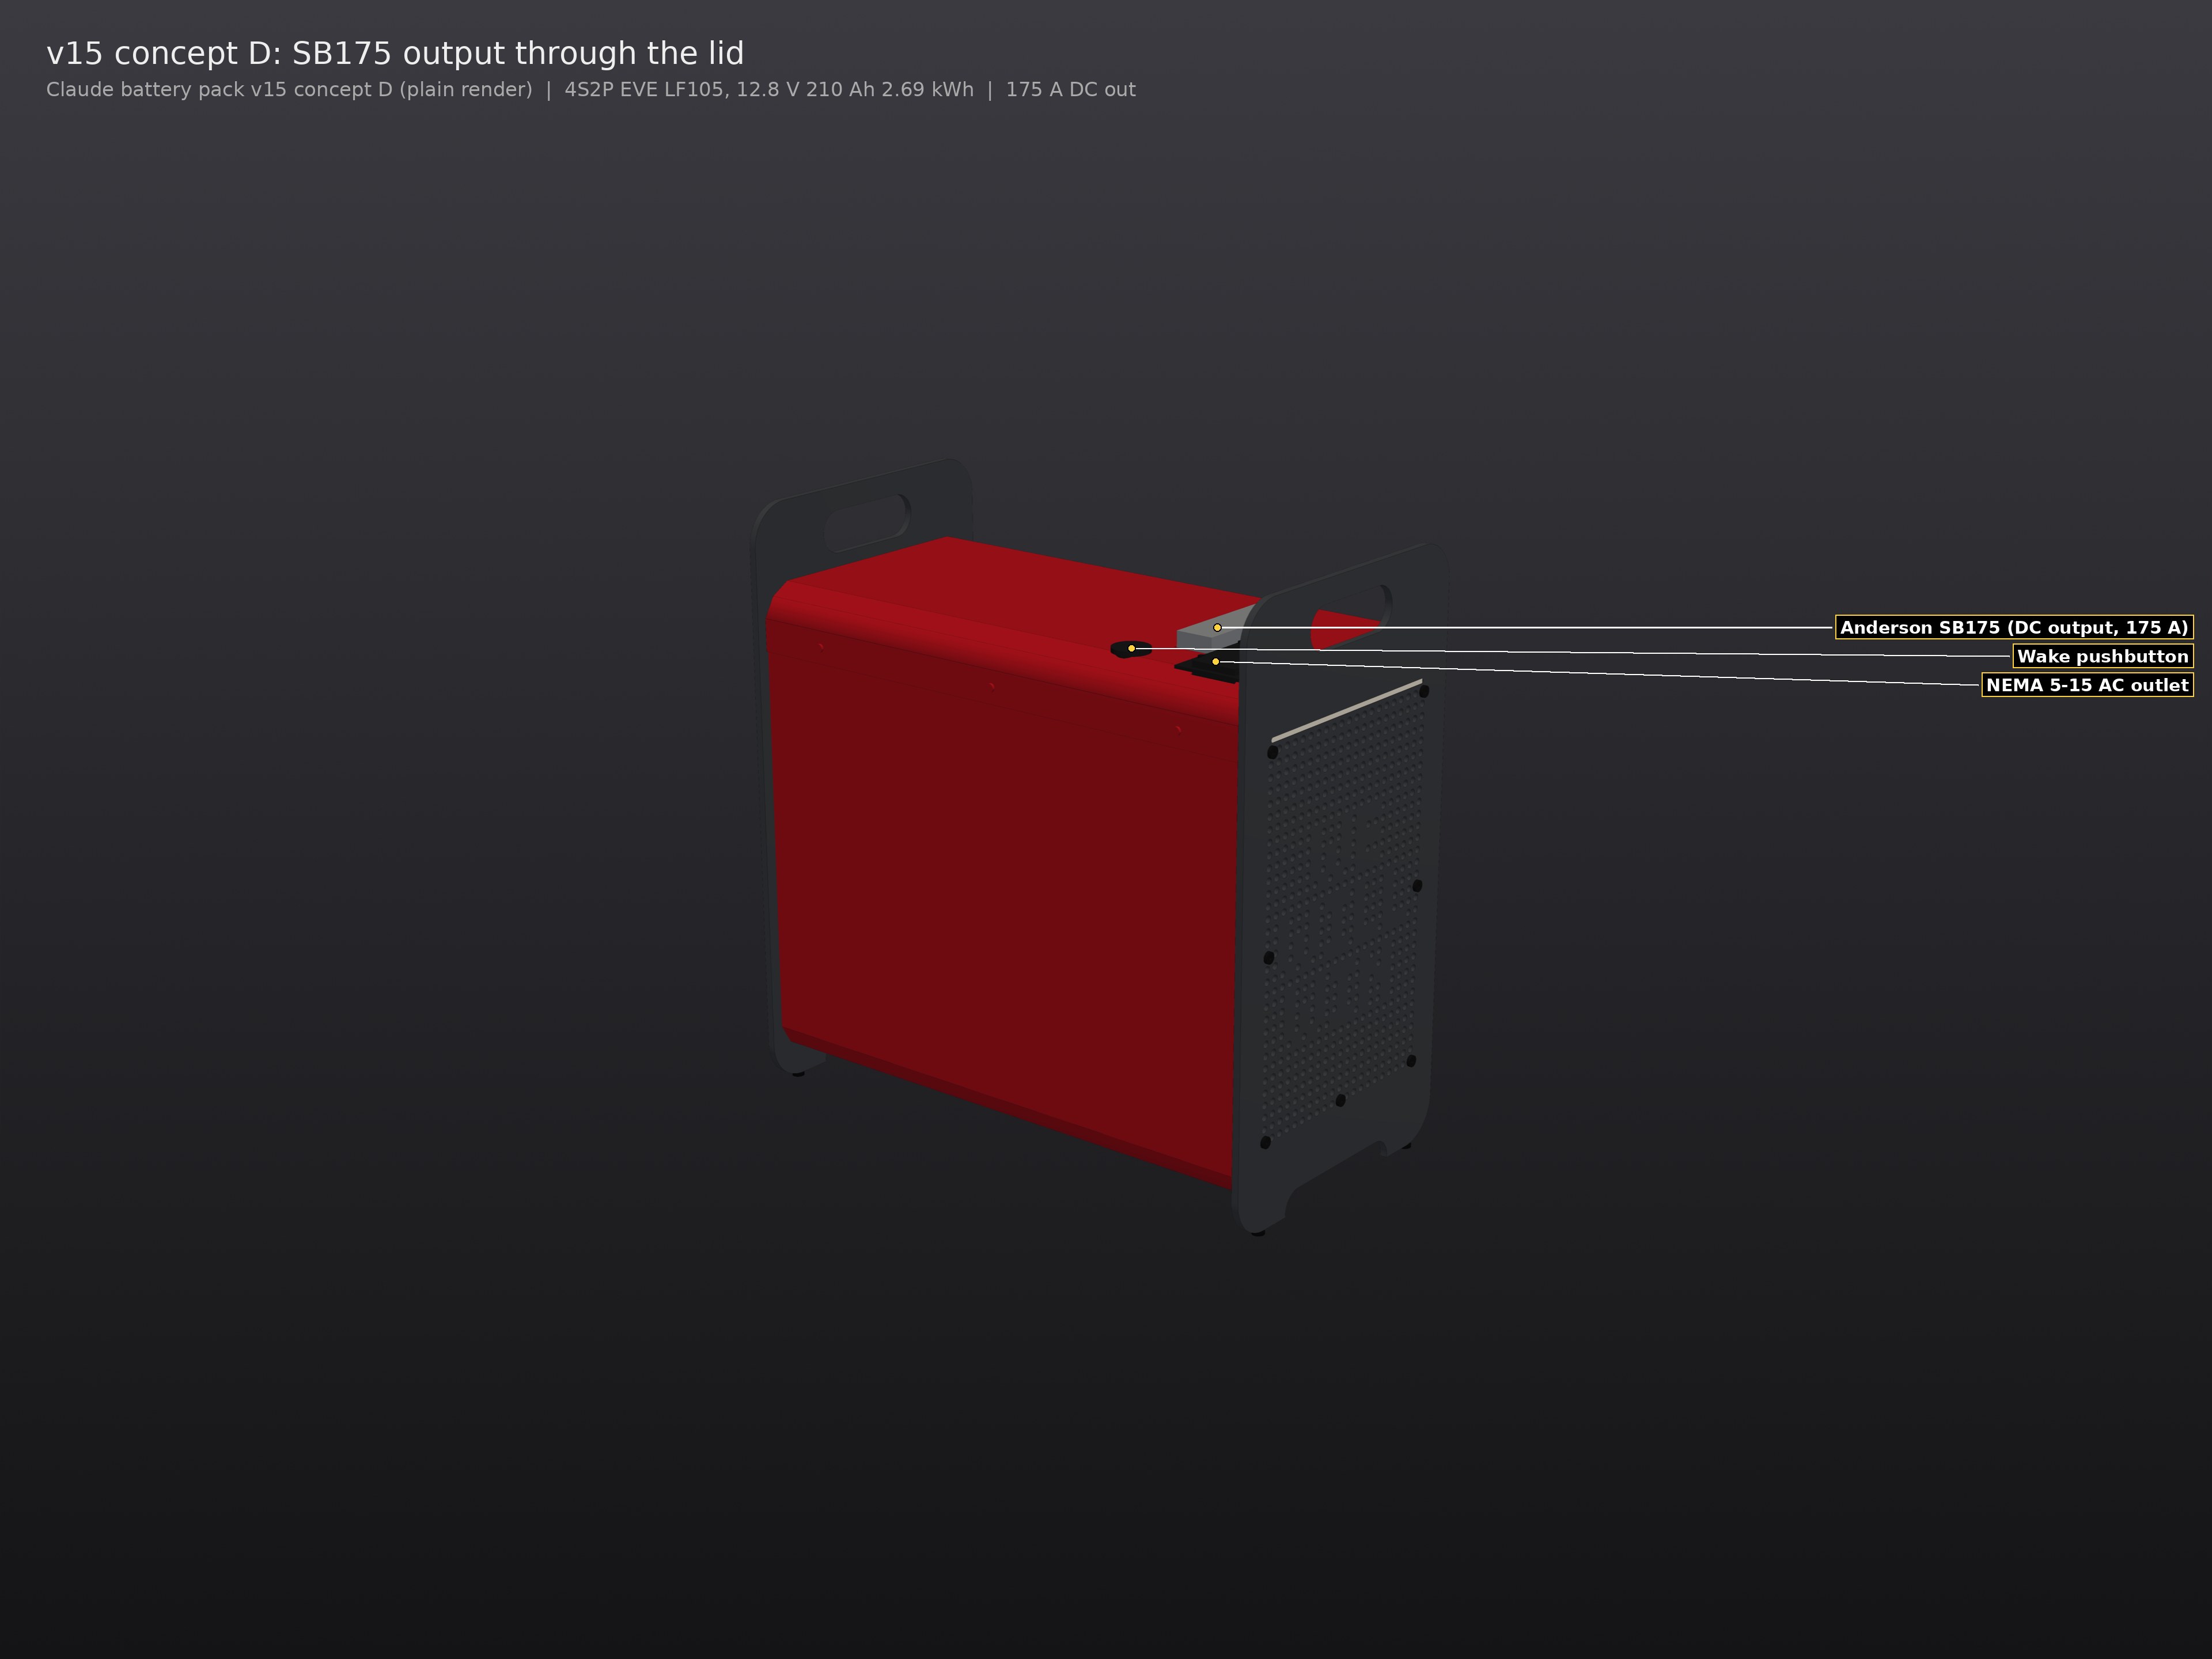 v15 concept D: SB175 output through the lid
Claude battery pack v15 concept D (plain render)  |  4S2P EVE LF105, 12.8 V 210 Ah 2.69 kWh  |  175 A DC out
Anderson SB175 (DC output, 175 A)
Wake pushbutton
NEMA 5-15 AC outlet